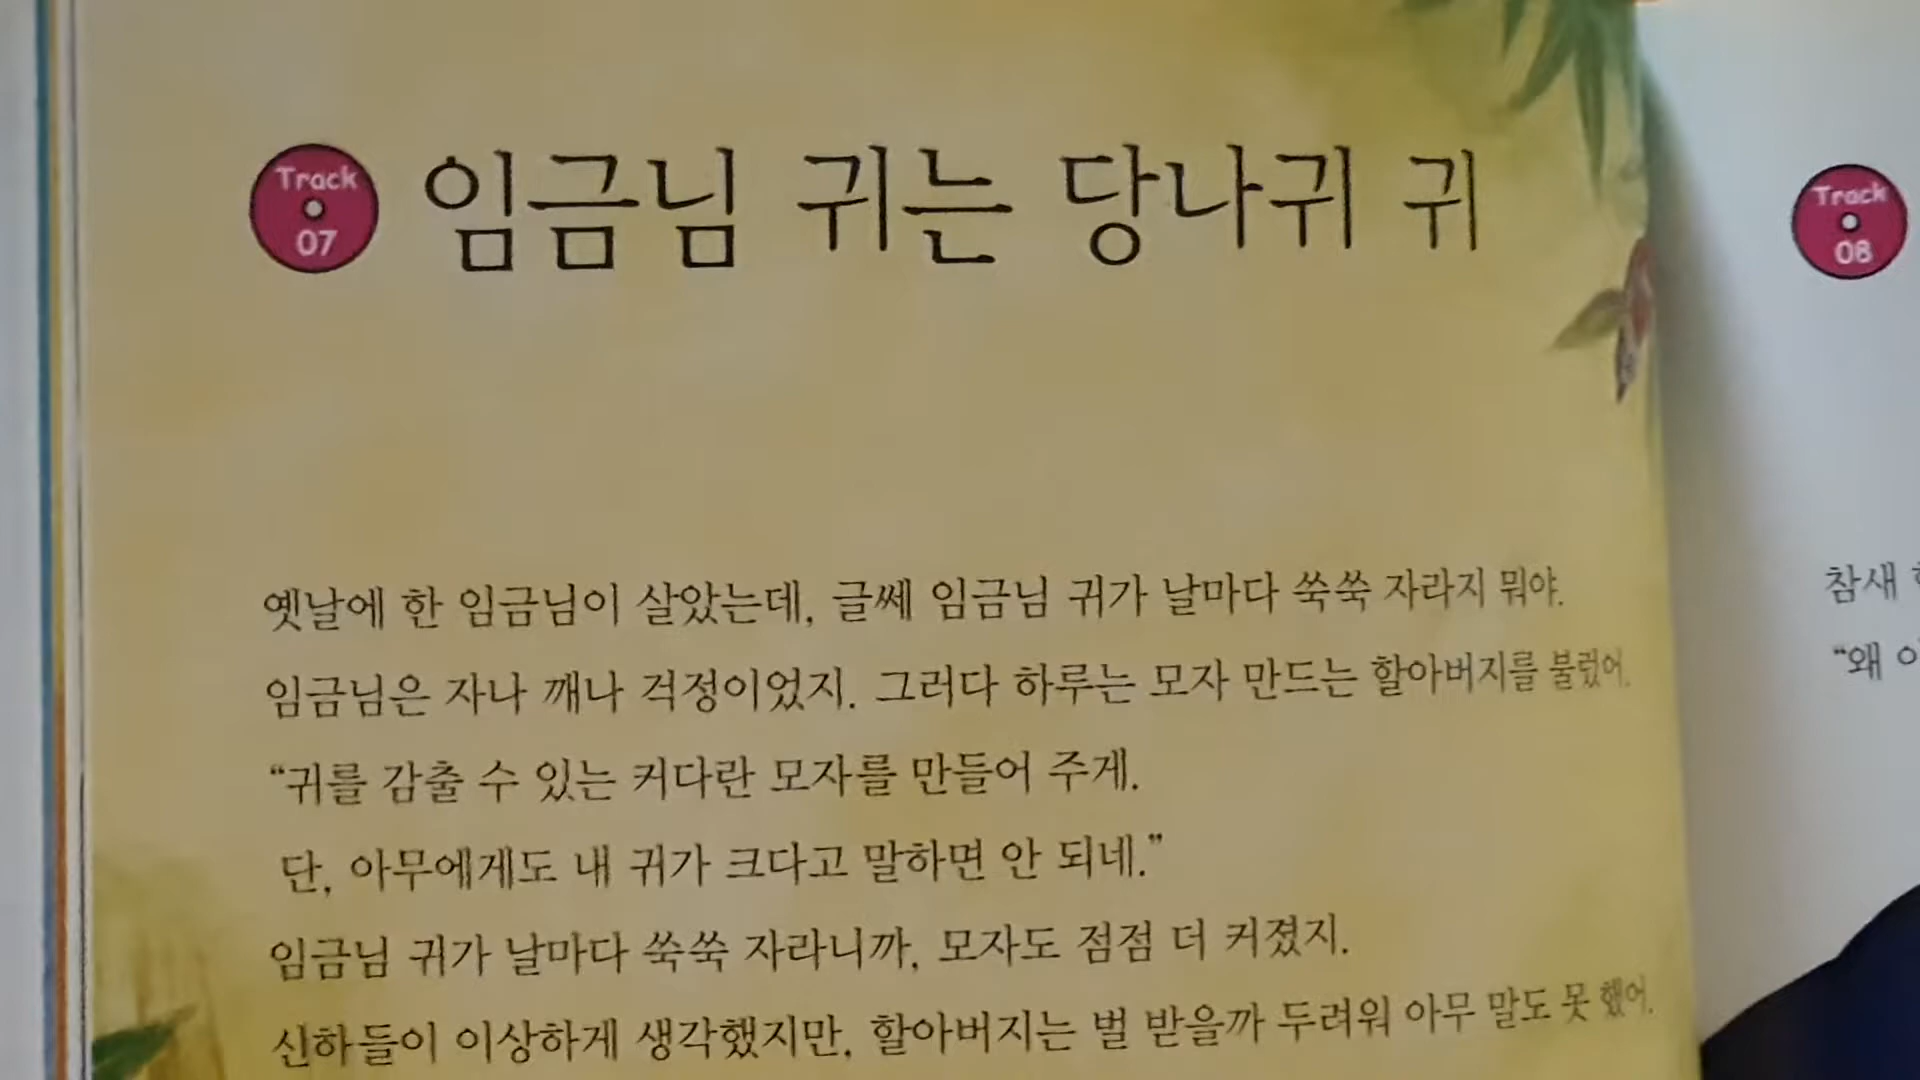 Track
07
임금님 귀는 당나귀 귀
옛날에 한 임금님이 살았는데, 글쎄 임금님 귀가 날마다 쑥쑥 자라지 뭐야.
임금님은 자나 깨나 걱정이었지. 그러다 하루는 모자 만드는 할아버지를 불렀어.
“귀를 감출 수 있는 커다란 모자를 만들어 주게.
단, 아무에게도 내 귀가 크다고 말하면 안 되네.”
임금님 귀가 날마다 쑥쑥 자라니까, 모자도 점점 더 커졌지.
신하들이 이상하게 생각했지만, 할아버지는 벌 받을까 두려워 아무 말도 못 했어.
Track
08
참새
“왜